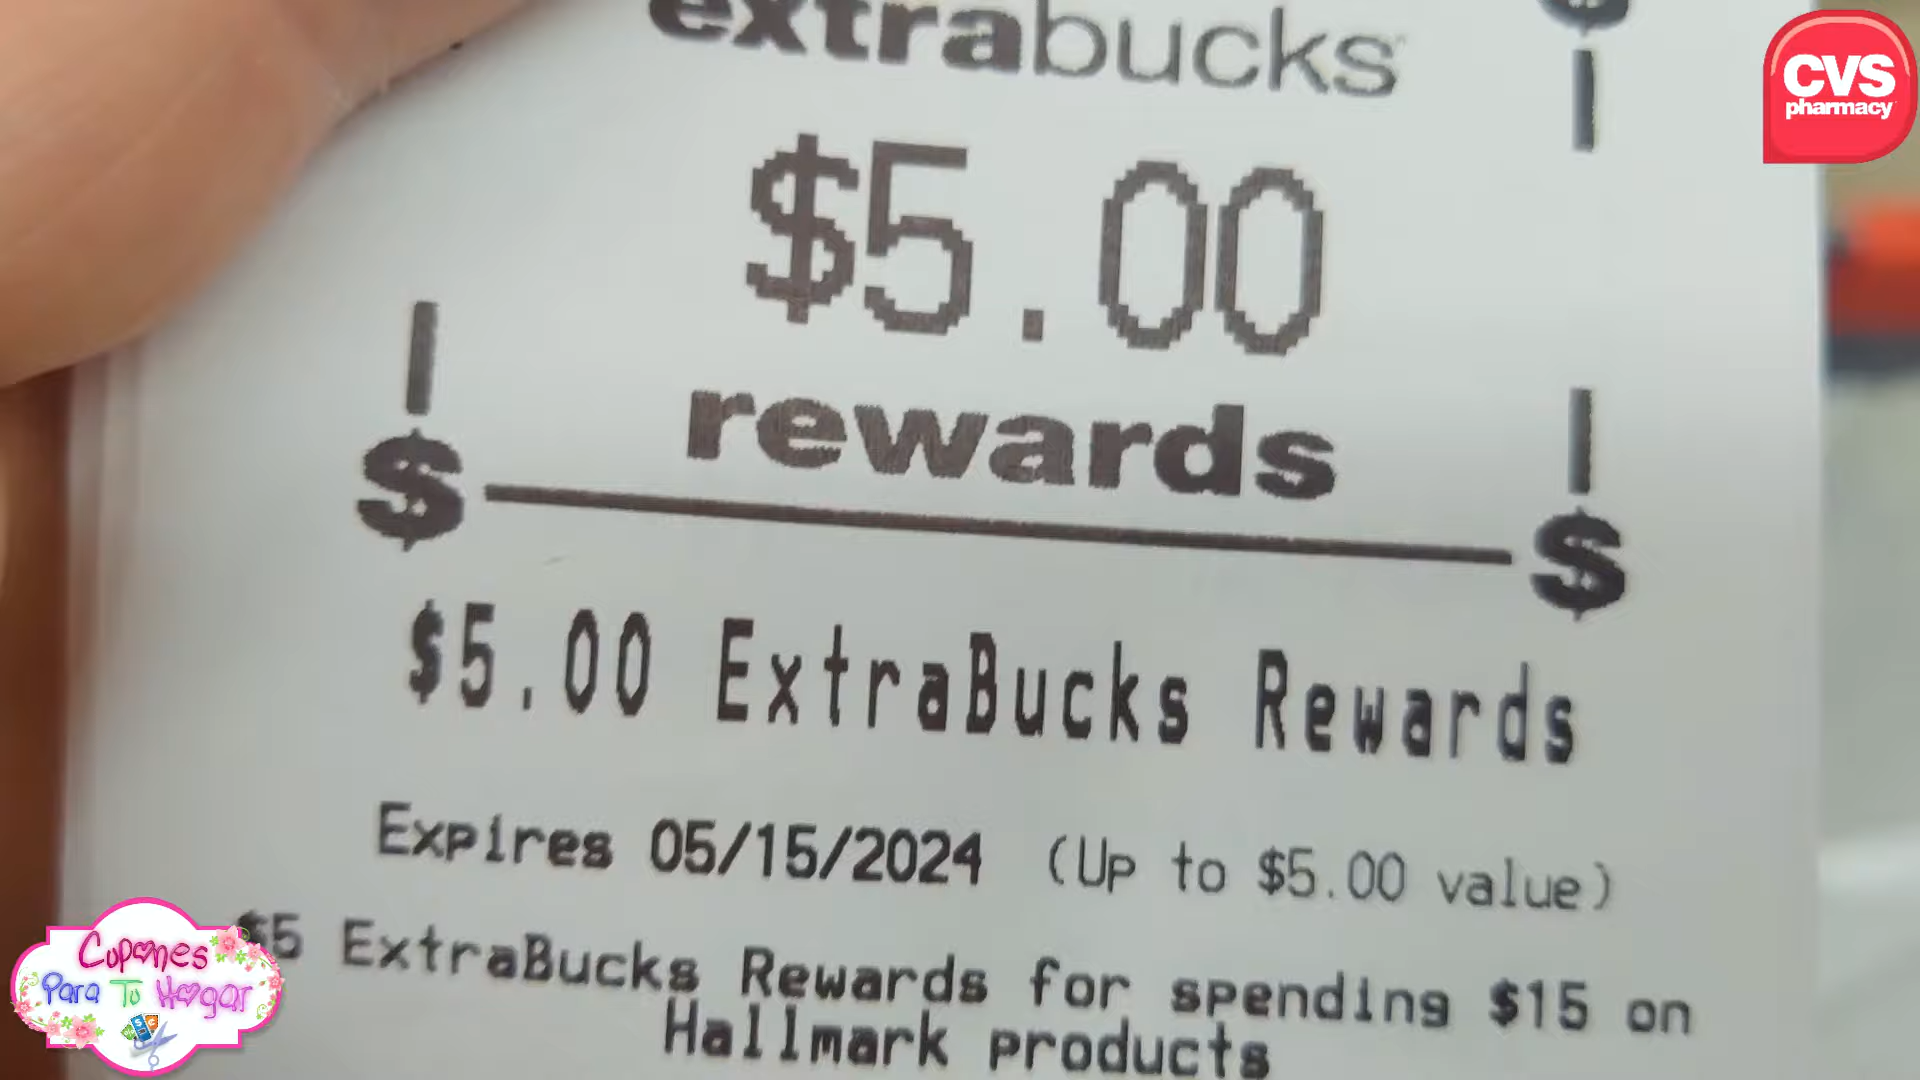 extrabucks
CVS
pharmacy
$5.00
rewards
$5.00 ExtraBucks Rewards
Expires 05/15/2024 (Up to $5.00 value)
$5 ExtraBucks Rewards for spending $15 on
Hallmark products
Cupones
Para Tu Hogar